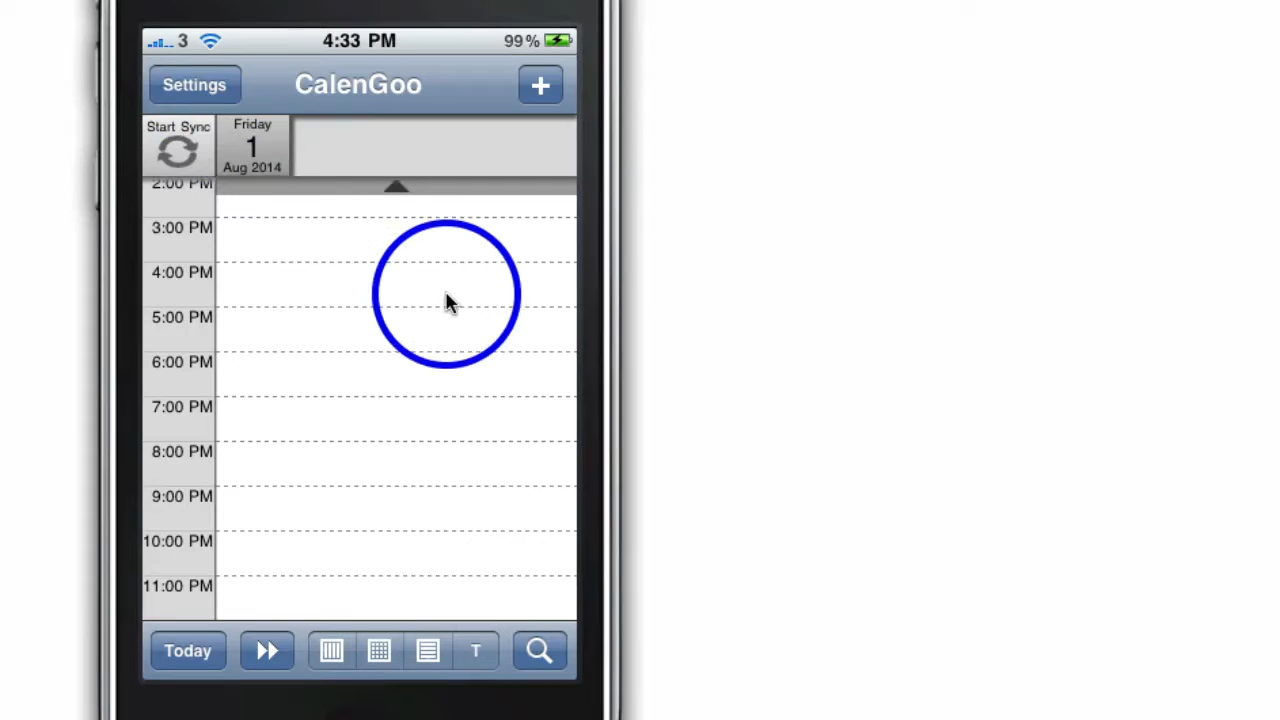 3 4:33 PM 99%
Settings CalenGoo +
Start Sync
Friday
1
Aug 2014
2:00 PM
3:00 PM
4:00 PM
5:00 PM
6:00 PM
7:00 PM
8:00 PM
9:00 PM
10:00 PM
11:00 PM
Today T